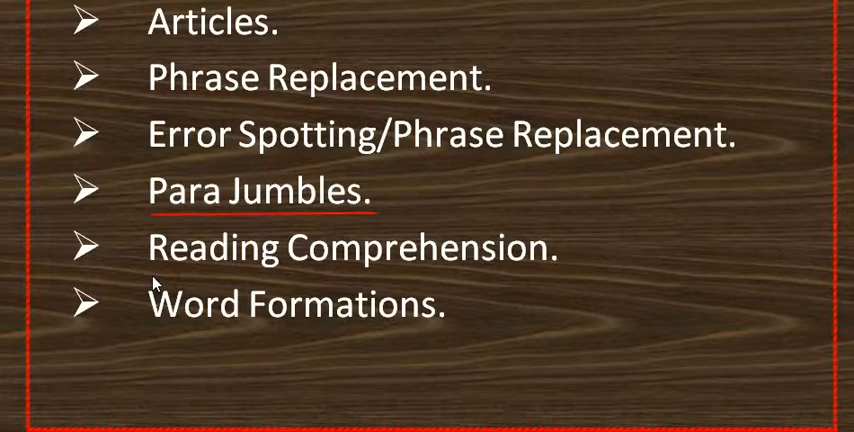 Articles.
Phrase Replacement.
Error Spotting/Phrase Replacement.
Para Jumbles.
Reading Comprehension.
Word Formations.